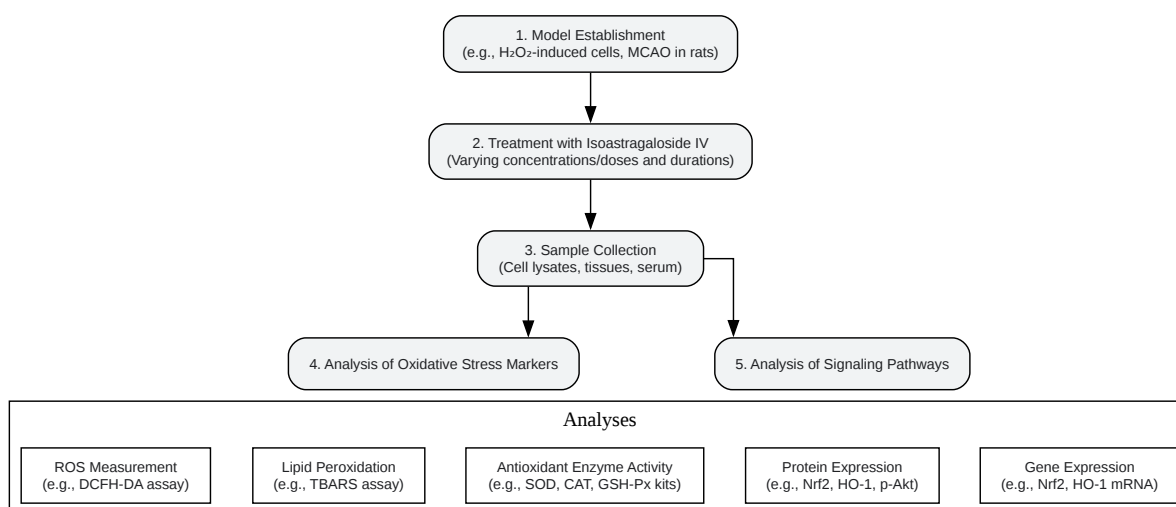 1. Model Establishment
(e.g., H₂O₂-induced cells, MCAO in rats)
2. Treatment with Isoastragaloside IV
(Varying concentrations/doses and durations)
3. Sample Collection
(Cell lysates, tissues, serum)
4. Analysis of Oxidative Stress Markers
5. Analysis of Signaling Pathways
Analyses
ROS Measurement
(e.g., DCFH-DA assay)
Lipid Peroxidation
(e.g., TBARS assay)
Antioxidant Enzyme Activity
(e.g., SOD, CAT, GSH-Px kits)
Protein Expression
(e.g., Nrf2, HO-1, p-Akt)
Gene Expression
(e.g., Nrf2, HO-1 mRNA)